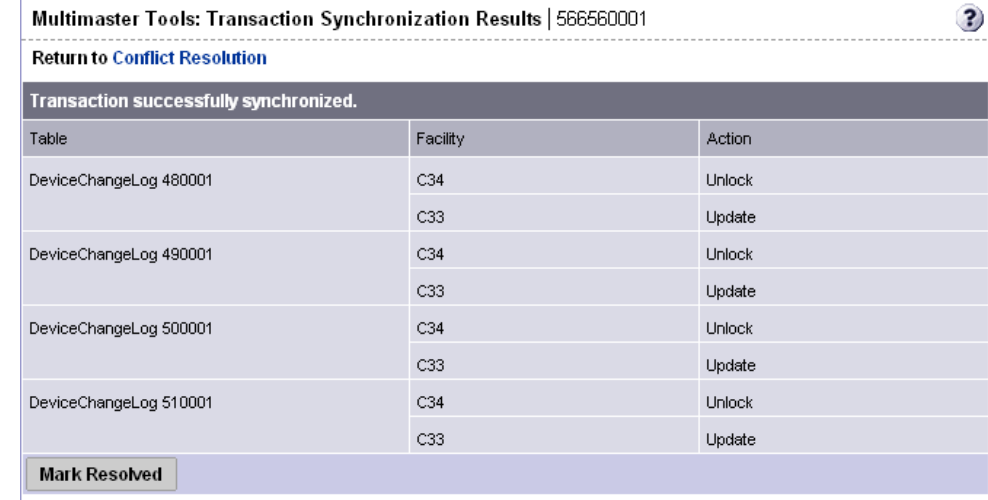 Multimaster Tools: Transaction Synchronization Results | 566560001
?
Return to Conflict Resolution
Transaction successfully synchronized.
Table Facility Action
DeviceChangeLog 480001 C34 Unlock
C33 Update
DeviceChangeLog 490001 C34 Unlock
C33 Update
DeviceChangeLog 500001 C34 Unlock
C33 Update
DeviceChangeLog 510001 C34 Unlock
C33 Update
Mark Resolved